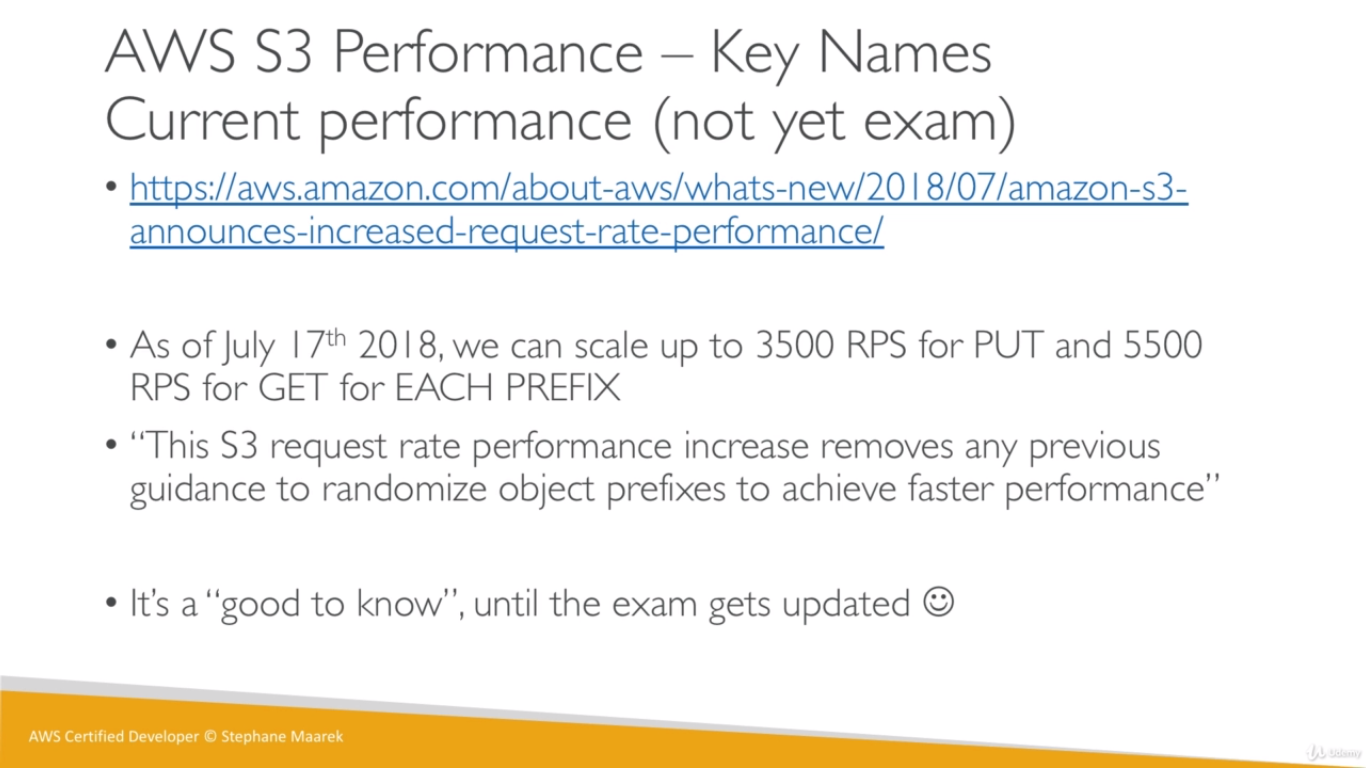 AWS S3 Performance – Key Names
Current performance (not yet exam)
• https://aws.amazon.com/about-aws/whats-new/2018/07/amazon-s3-
announces-increased-request-rate-performance/
• As of July 17th 2018, we can scale up to 3500 RPS for PUT and 5500
RPS for GET for EACH PREFIX
• “This S3 request rate performance increase removes any previous
guidance to randomize object prefixes to achieve faster performance”
• It’s a “good to know”, until the exam gets updated ☺
AWS Certified Developer © Stephane Maarek
Udemy